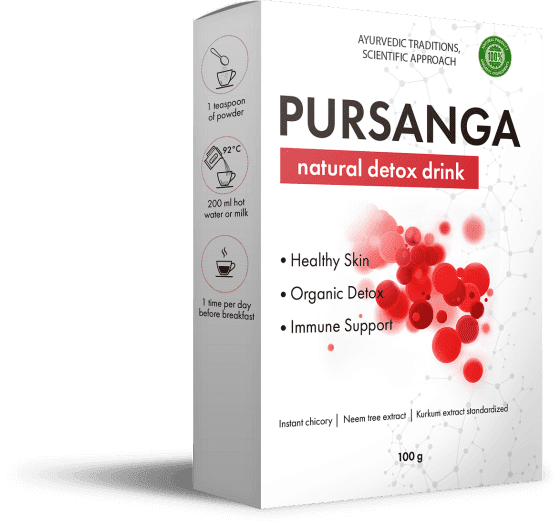 1 teaspoon
of powder
92°C
200 ml hot
water or milk
1 time per day
before breakfast
AYURVEDIC TRADITIONS,
SCIENTIFIC APPROACH
100%
PURSANGA
natural detox drink
• Healthy Skin
• Organic Detox
• Immune Support
Instant chicory | Neem tree extract | Kurkum extract standardized
100 g